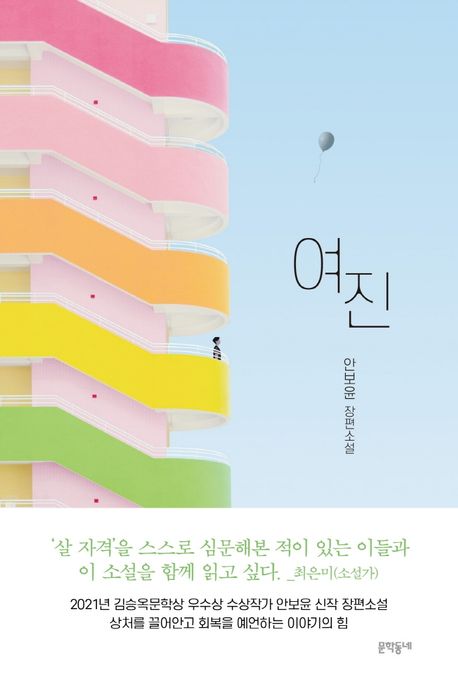 여진
안보윤 장편소설
‘살 자격’을 스스로 심문해본 적이 있는 이들과
이 소설을 함께 읽고 싶다. _최은미(소설가)
2021년 김승옥문학상 우수상 수상작가 안보윤 신작 장편소설
상처를 끌어안고 회복을 예언하는 이야기의 힘
문학동네